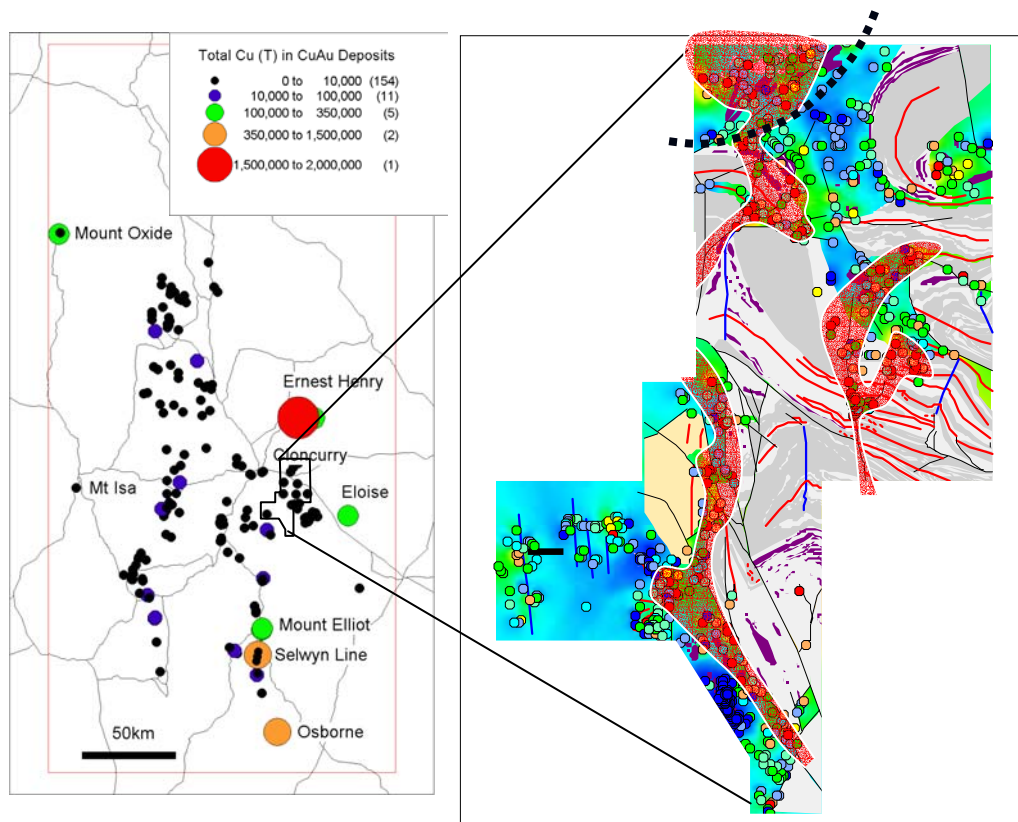 Total Cu (T) in CuAu Deposits
0 to 10,000 (154)
10,000 to 100,000 (11)
100,000 to 350,000 (5)
350,000 to 1,500,000 (2)
1,500,000 to 2,000,000 (1)
Mount Oxide
Ernest Henry
Cloncurry
Mt Isa
Eloise
Mount Elliot
Selwyn Line
Osborne
50km